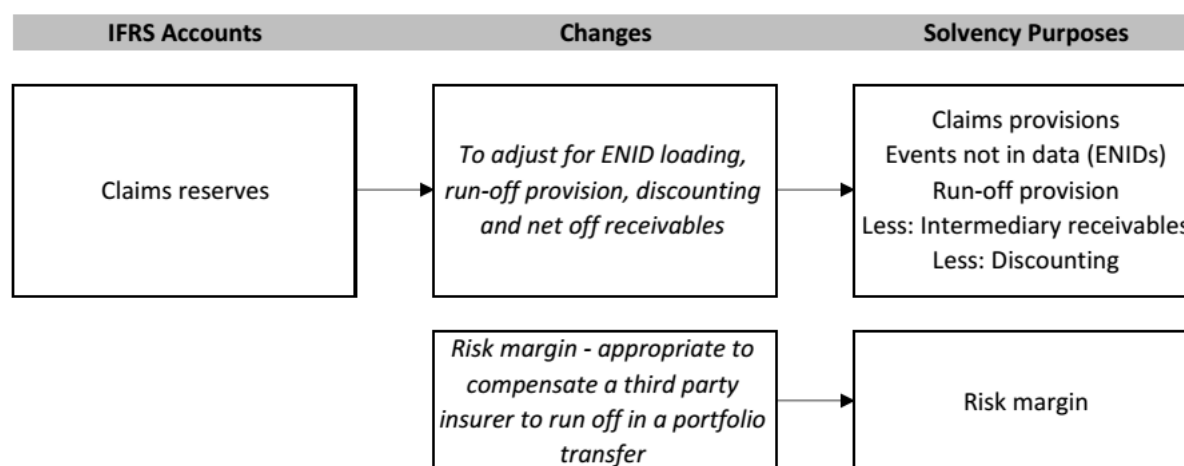 IFRS Accounts
Changes
Solvency Purposes
Claims reserves
To adjust for ENID loading,
run-off provision, discounting
and net off receivables
Claims provisions
Events not in data (ENIDs)
Run-off provision
Less: Intermediary receivables
Less: Discounting
Risk margin - appropriate to
compensate a third party
insurer to run off in a portfolio
transfer
Risk margin